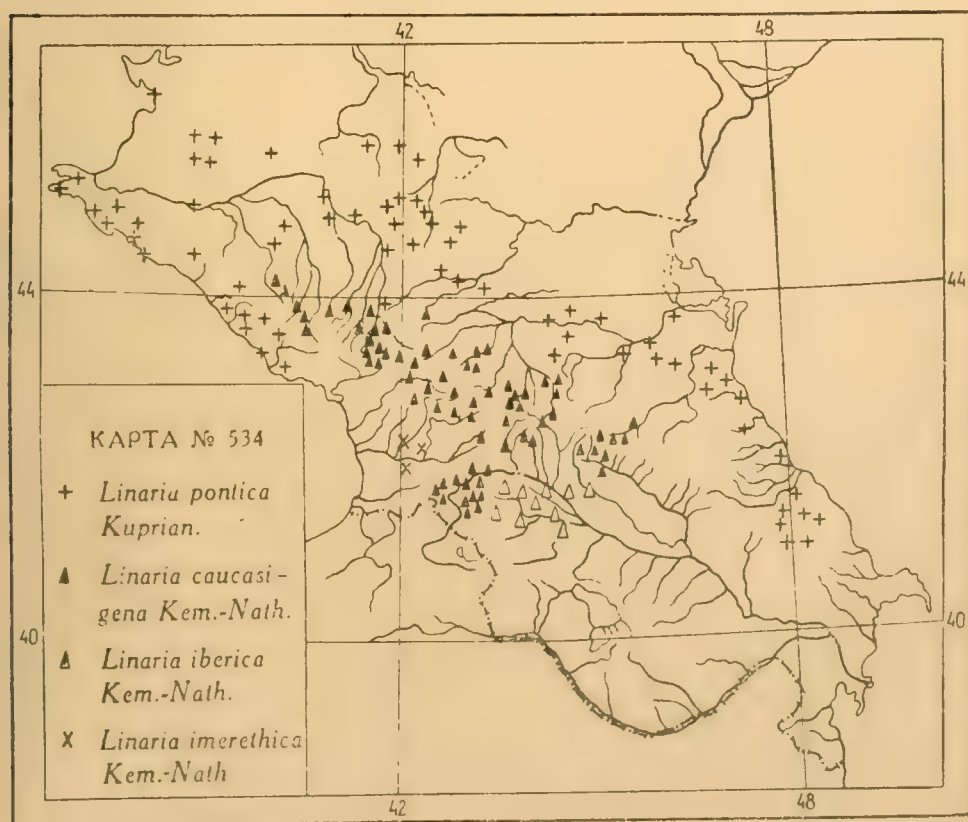 42 48
44 44
КАРТА № 534
Linaria pontica
Kuprian.
Linaria caucasi-
gena Kem.-Nath.
Linaria iberica
Kem.-Nath.
Linaria imerethica
Kem.-Nath
40 40
42 48